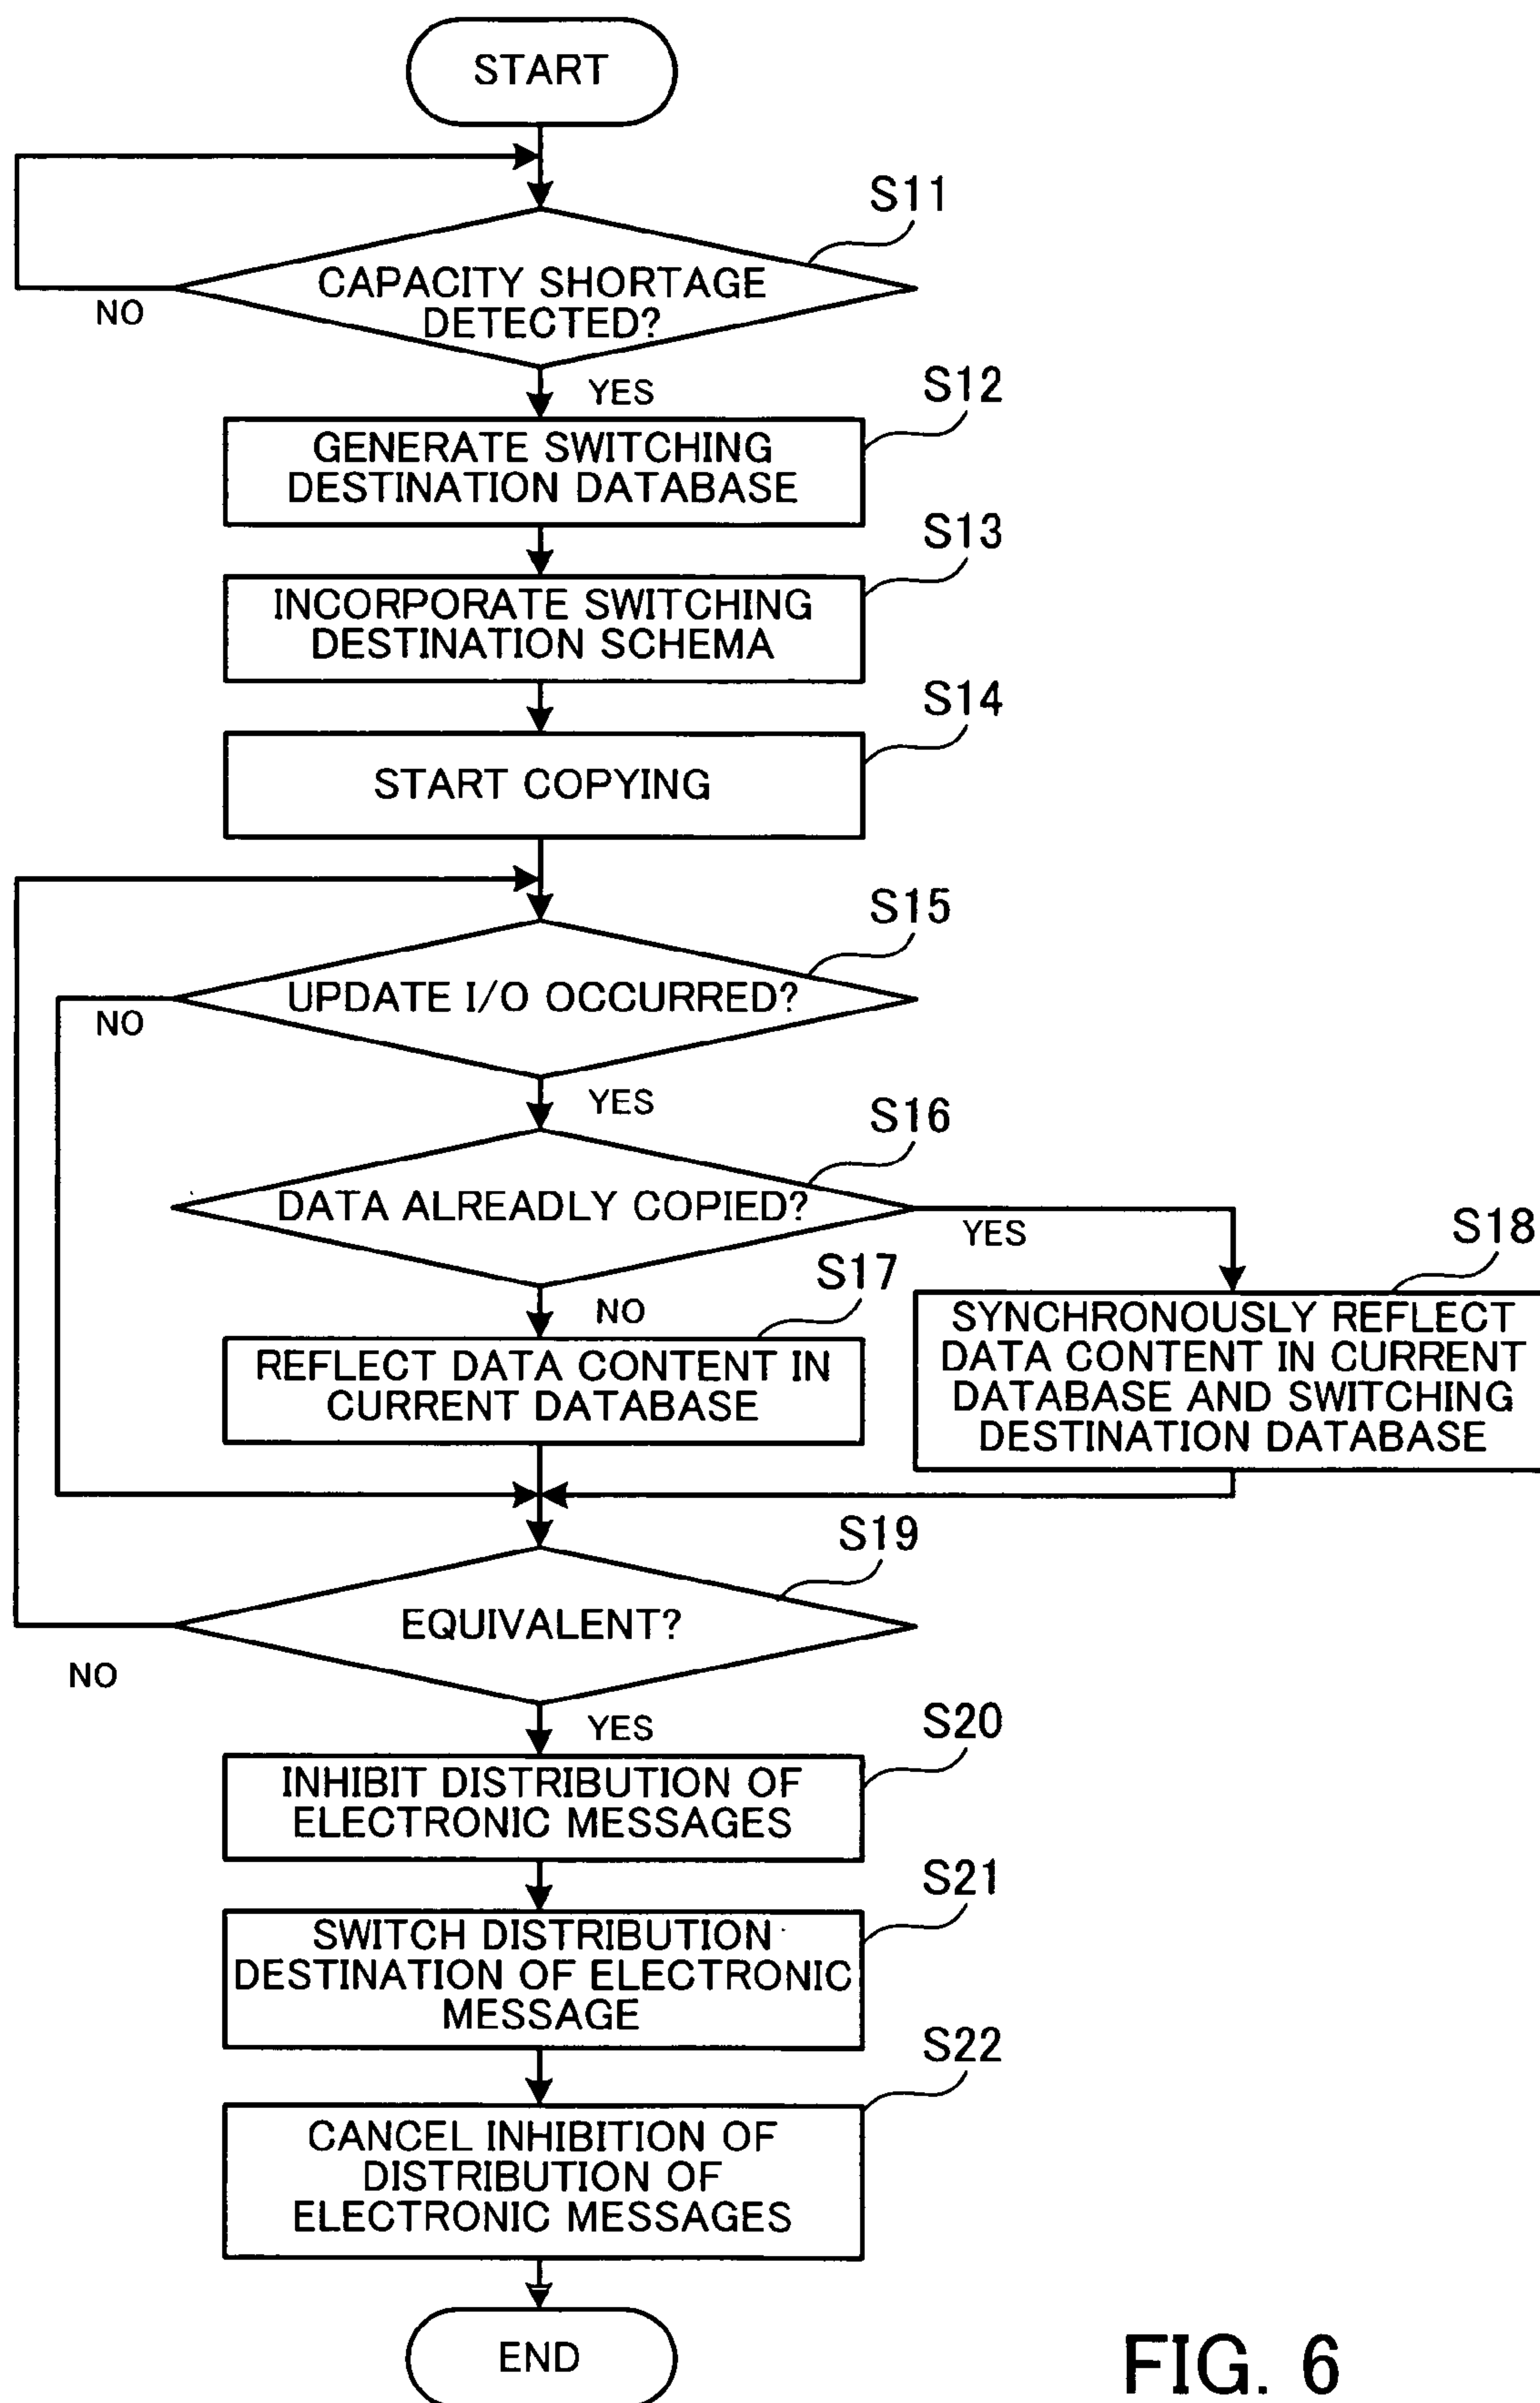 START
S11
CAPACITY SHORTAGE
DETECTED?
NO
YES
S12
GENERATE SWITCHING
DESTINATION DATABASE
S13
INCORPORATE SWITCHING
DESTINATION SCHEMA
S14
START COPYING
S15
UPDATE I/O OCCURRED?
NO
YES
S16
DATA ALREADLY COPIED?
YES
S18
S17
NO
SYNCHRONOUSLY REFLECT
DATA CONTENT IN CURRENT
DATABASE AND SWITCHING
DESTINATION DATABASE
REFLECT DATA CONTENT IN
CURRENT DATABASE
S19
EQUIVALENT?
NO
YES
S20
INHIBIT DISTRIBUTION OF
ELECTRONIC MESSAGES
S21
SWITCH DISTRIBUTION
DESTINATION OF ELECTRONIC
MESSAGE
S22
CANCEL INHIBITION OF
DISTRIBUTION OF
ELECTRONIC MESSAGES
END
FIG. 6